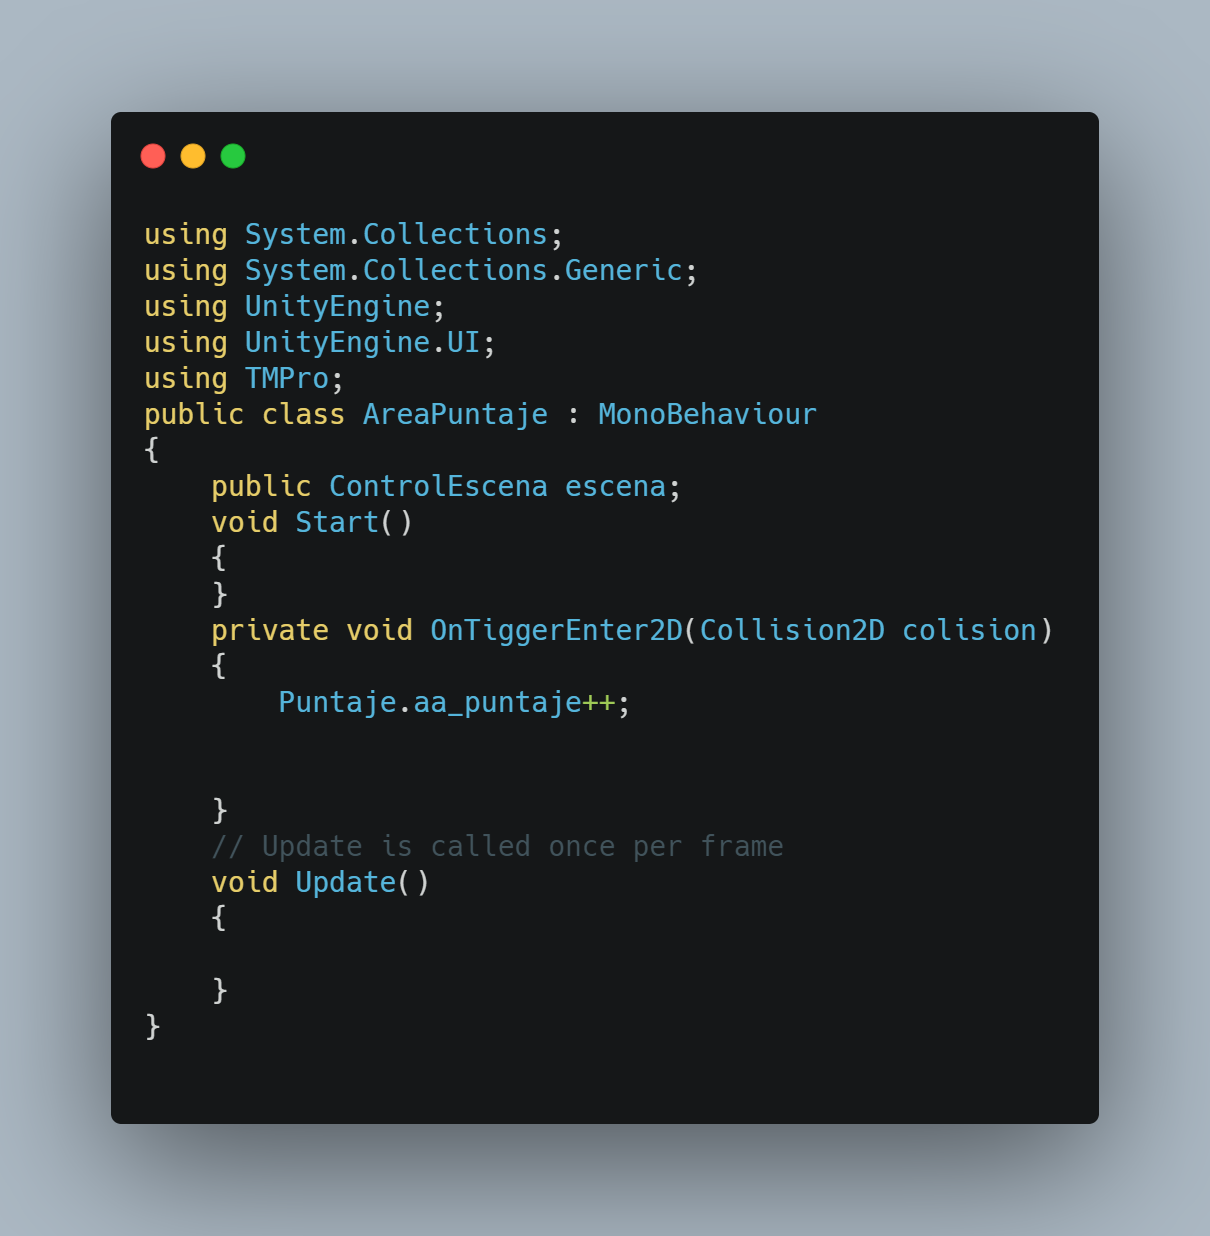 using System.Collections;
using System.Collections.Generic;
using UnityEngine;
using UnityEngine.UI;
using TMPro;
public class AreaPuntaje : MonoBehaviour
{
    public ControlEscena escena;
    void Start()
    {
    }
    private void OnTiggerEnter2D(Collision2D colision)
    {
        Puntaje.aa_puntaje++;


    }
    // Update is called once per frame
    void Update()
    {

    }
}